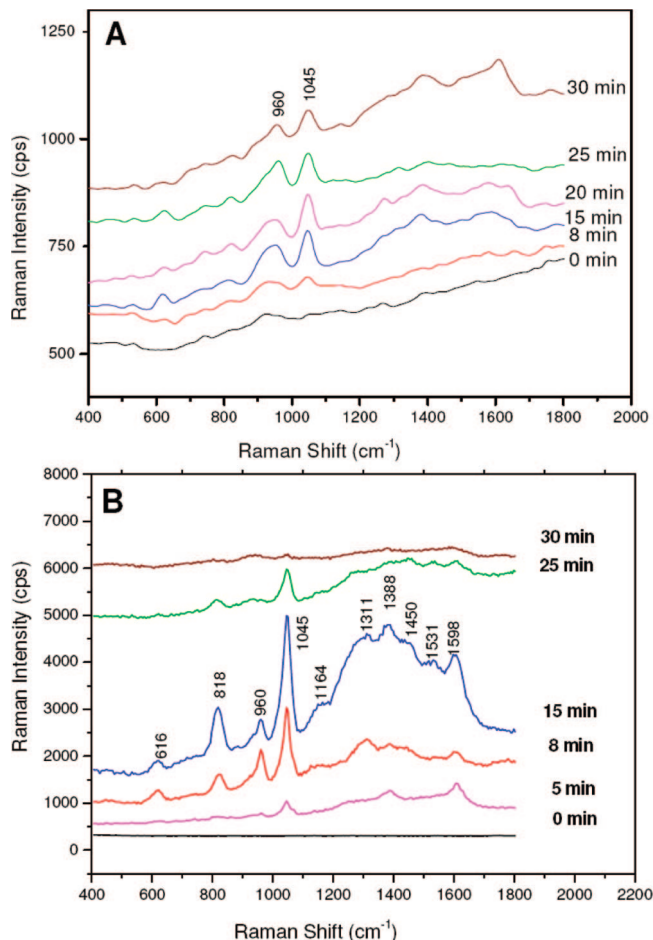 A
1250
1000
750
500
Raman Intensity (cps)
960
1045
30 min
25 min
20 min
15 min
8 min
0 min
400 600 800 1000 1200 1400 1600 1800 2000
Raman Shift (cm⁻¹)
B
8000
7000
6000
5000
4000
3000
2000
1000
0
Raman Intensity (cps)
616
818
960
1045
1164
1311
1388
1450
1531
1598
30 min
25 min
15 min
8 min
5 min
0 min
400 600 800 1000 1200 1400 1600 1800 2000 2200
Raman Shift (cm⁻¹)